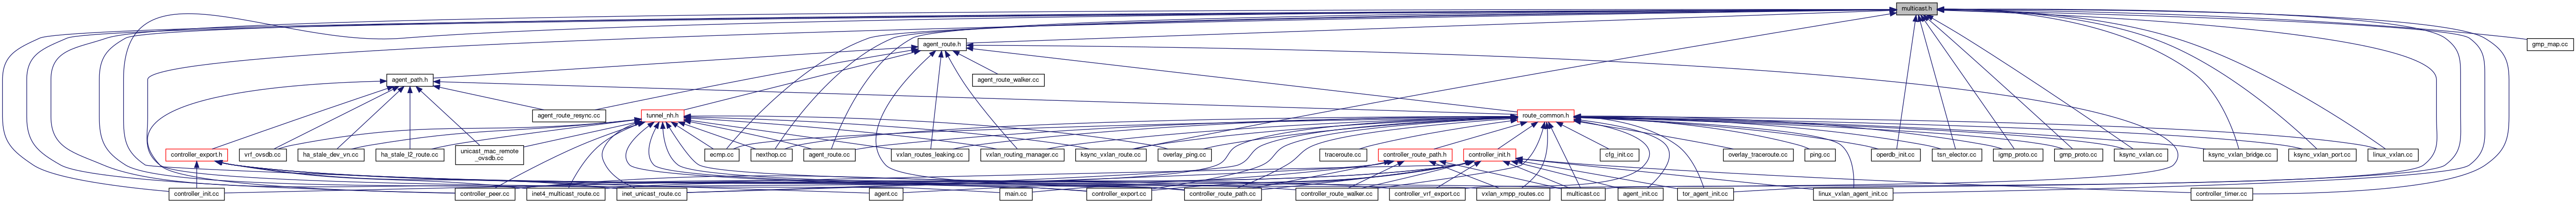 multicast.h
agent_route.h
gmp_map.cc
agent_path.h
agent_route_walker.cc
agent_route_resync.cc
tunnel_nh.h
route_common.h
controller_export.h
vrf_ovsdb.cc
ha_stale_dev_vn.cc
ha_stale_l2_route.cc
unicast_mac_remote
_ovsdb.cc
ecmp.cc
nexthop.cc
agent_route.cc
vxlan_routes_leaking.cc
vxlan_routing_manager.cc
ksync_vxlan_route.cc
overlay_ping.cc
traceroute.cc
controller_route_path.h
controller_init.h
cfg_init.cc
overlay_traceroute.cc
ping.cc
operdb_init.cc
tsn_elector.cc
igmp_proto.cc
gmp_proto.cc
ksync_vxlan.cc
ksync_vxlan_bridge.cc
ksync_vxlan_port.cc
linux_vxlan.cc
controller_init.cc
controller_peer.cc
inet4_multicast_route.cc
inet_unicast_route.cc
agent.cc
main.cc
controller_export.cc
controller_route_path.cc
controller_route_walker.cc
controller_vrf_export.cc
vxlan_xmpp_routes.cc
multicast.cc
agent_init.cc
tor_agent_init.cc
linux_vxlan_agent_init.cc
controller_timer.cc